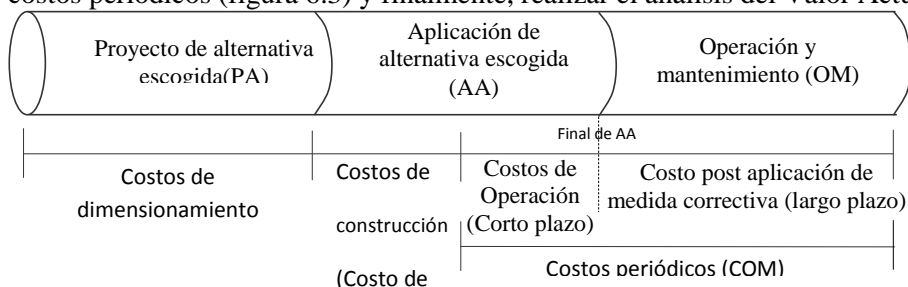 costos periódicos (figura 6.3) y finalmente, realizar el análisis del Valor Actu
Proyecto de alternativa
escogida(PA)
Aplicación de
alternativa escogida
(AA)
Operación y
mantenimiento (OM)
Final de AA
Costos de
dimensionamiento
Costos de
construcción
(Costo de
Costos de
Operación
(Corto plazo)
Costo post aplicación de
medida correctiva (largo plazo)
Costos periódicos (COM)